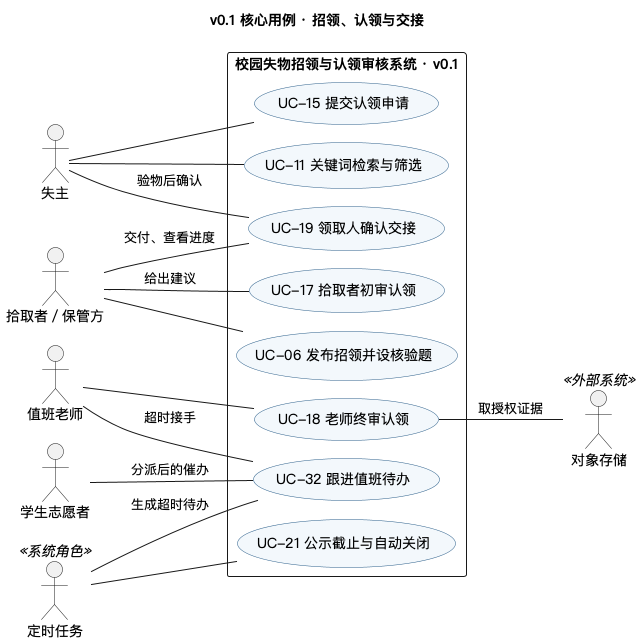 v0.1 核心用例 · 招领、认领与交接
校园失物招领与认领审核系统 · v0.1
UC-15 提交认领申请
UC-11 关键词检索与筛选
失主
验物后确认
UC-19 领取人确认交接
交付、查看进度
给出建议
UC-17 拾取者初审认领
拾取者 / 保管方
UC-06 发布招领并设核验题
值班老师
超时接手
UC-18 老师终审认领
取授权证据
«外部系统»
对象存储
分派后的催办
UC-32 跟进值班待办
学生志愿者
生成超时待办
«系统角色»
UC-21 公示截止与自动关闭
定时任务